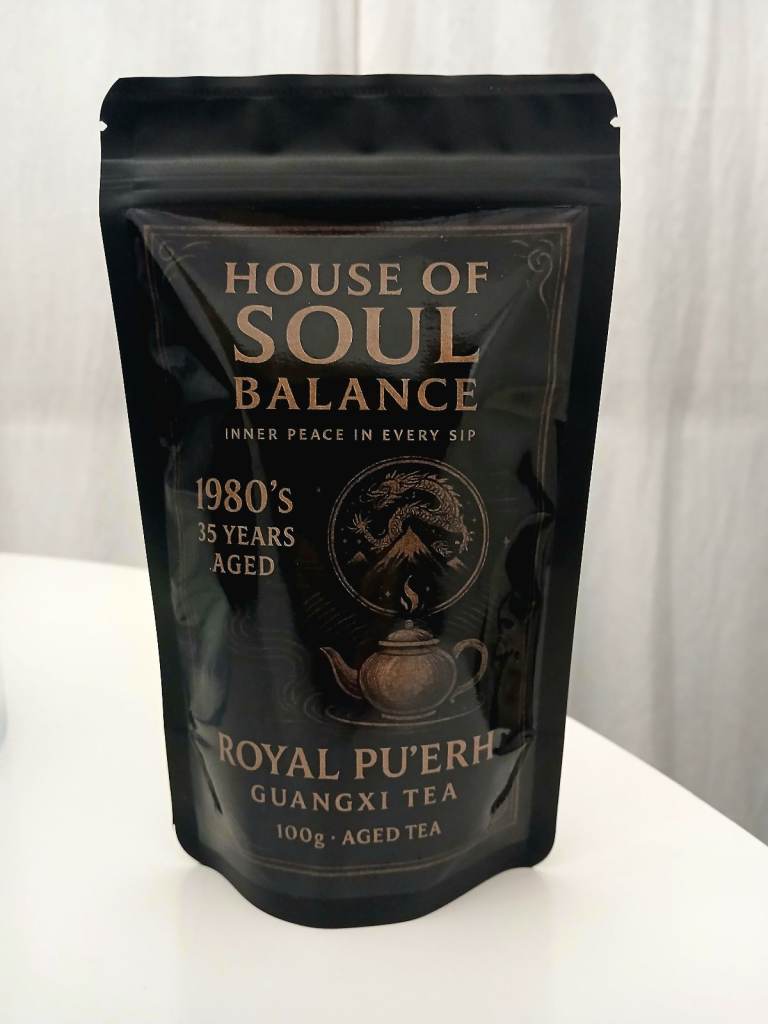 HOUSE OF
SOUL
BALANCE
INNER PEACE IN EVERY SIP
1980's
35 YEARS
AGED
ROYAL PU'ERH
GUANGXI TEA
100g · AGED TEA